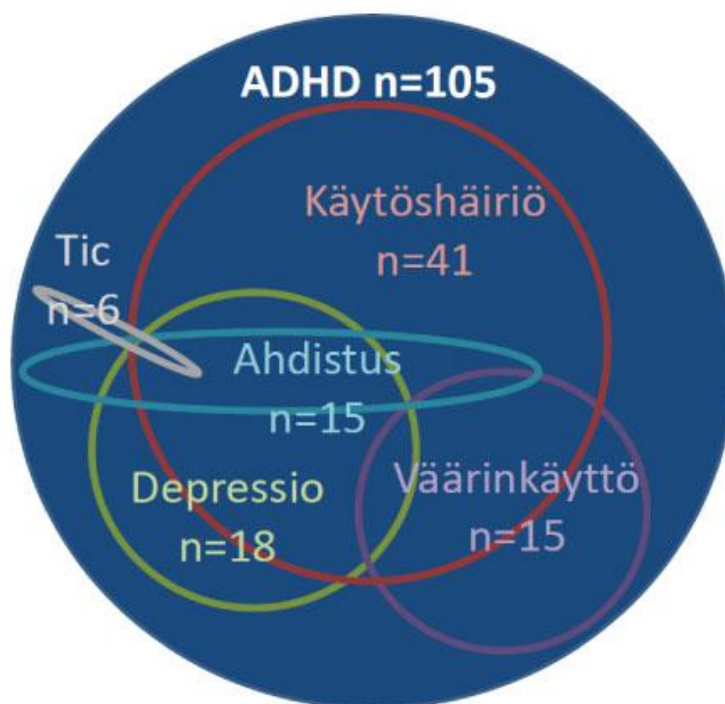 ADHD n=105
Käytöshäiriö
n=41
Tic
n=6
Ahdistus
n=15
Depressio
n=18
Väärinkäyttö
n=15